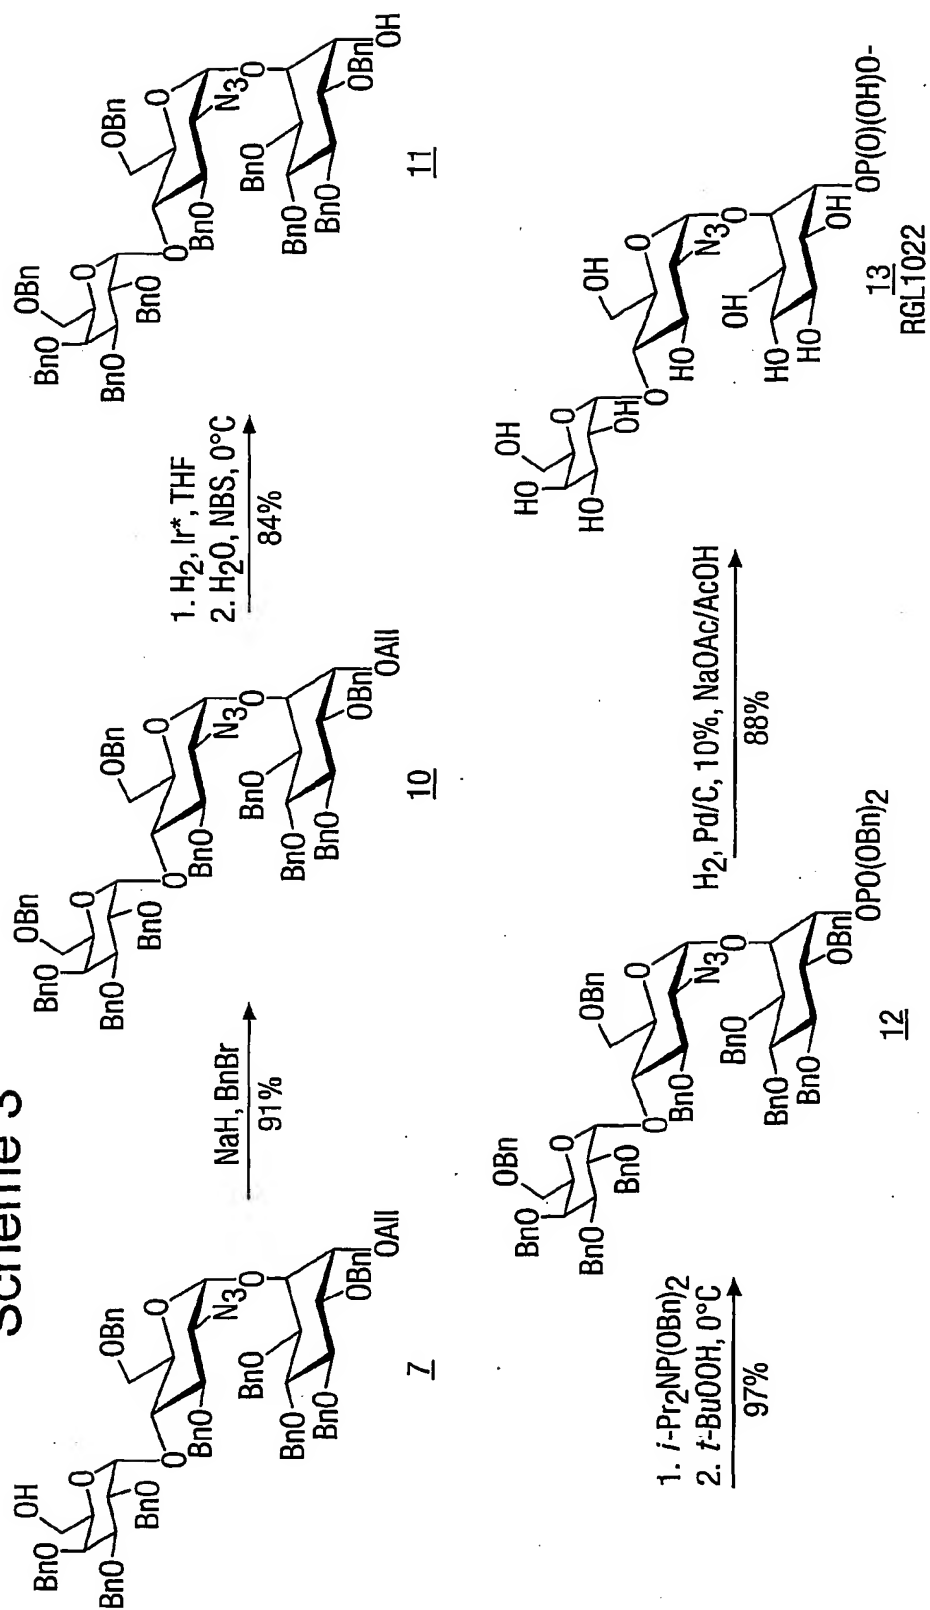 Scheme 3
OH
BnO
O
BnO
BnO
O
OBn
O
BnO
N3
O
BnO
BnO
BnO
OBn
OAll
7
NaH, BnBr
91%
OBn
BnO
O
BnO
BnO
O
OBn
O
BnO
N3
O
BnO
BnO
BnO
OBn
OAll
10
1. H2, Ir*, THF
2. H2O, NBS, 0°C
84%
OBn
BnO
O
BnO
BnO
O
OBn
O
BnO
N3
O
BnO
BnO
BnO
OBn
OH
11
1. i-Pr2NP(OBn)2
2. t-BuOOH, 0°C
97%
OBn
BnO
O
BnO
BnO
O
OBn
O
BnO
N3
O
BnO
BnO
BnO
OBn
OPO(OBn)2
12
H2, Pd/C, 10%, NaOAc/AcOH
88%
OH
HO
O
HO
OH
O
OH
O
HO
N3
O
OH
HO
HO
OH
OP(O)(OH)O-
13
RGL1022